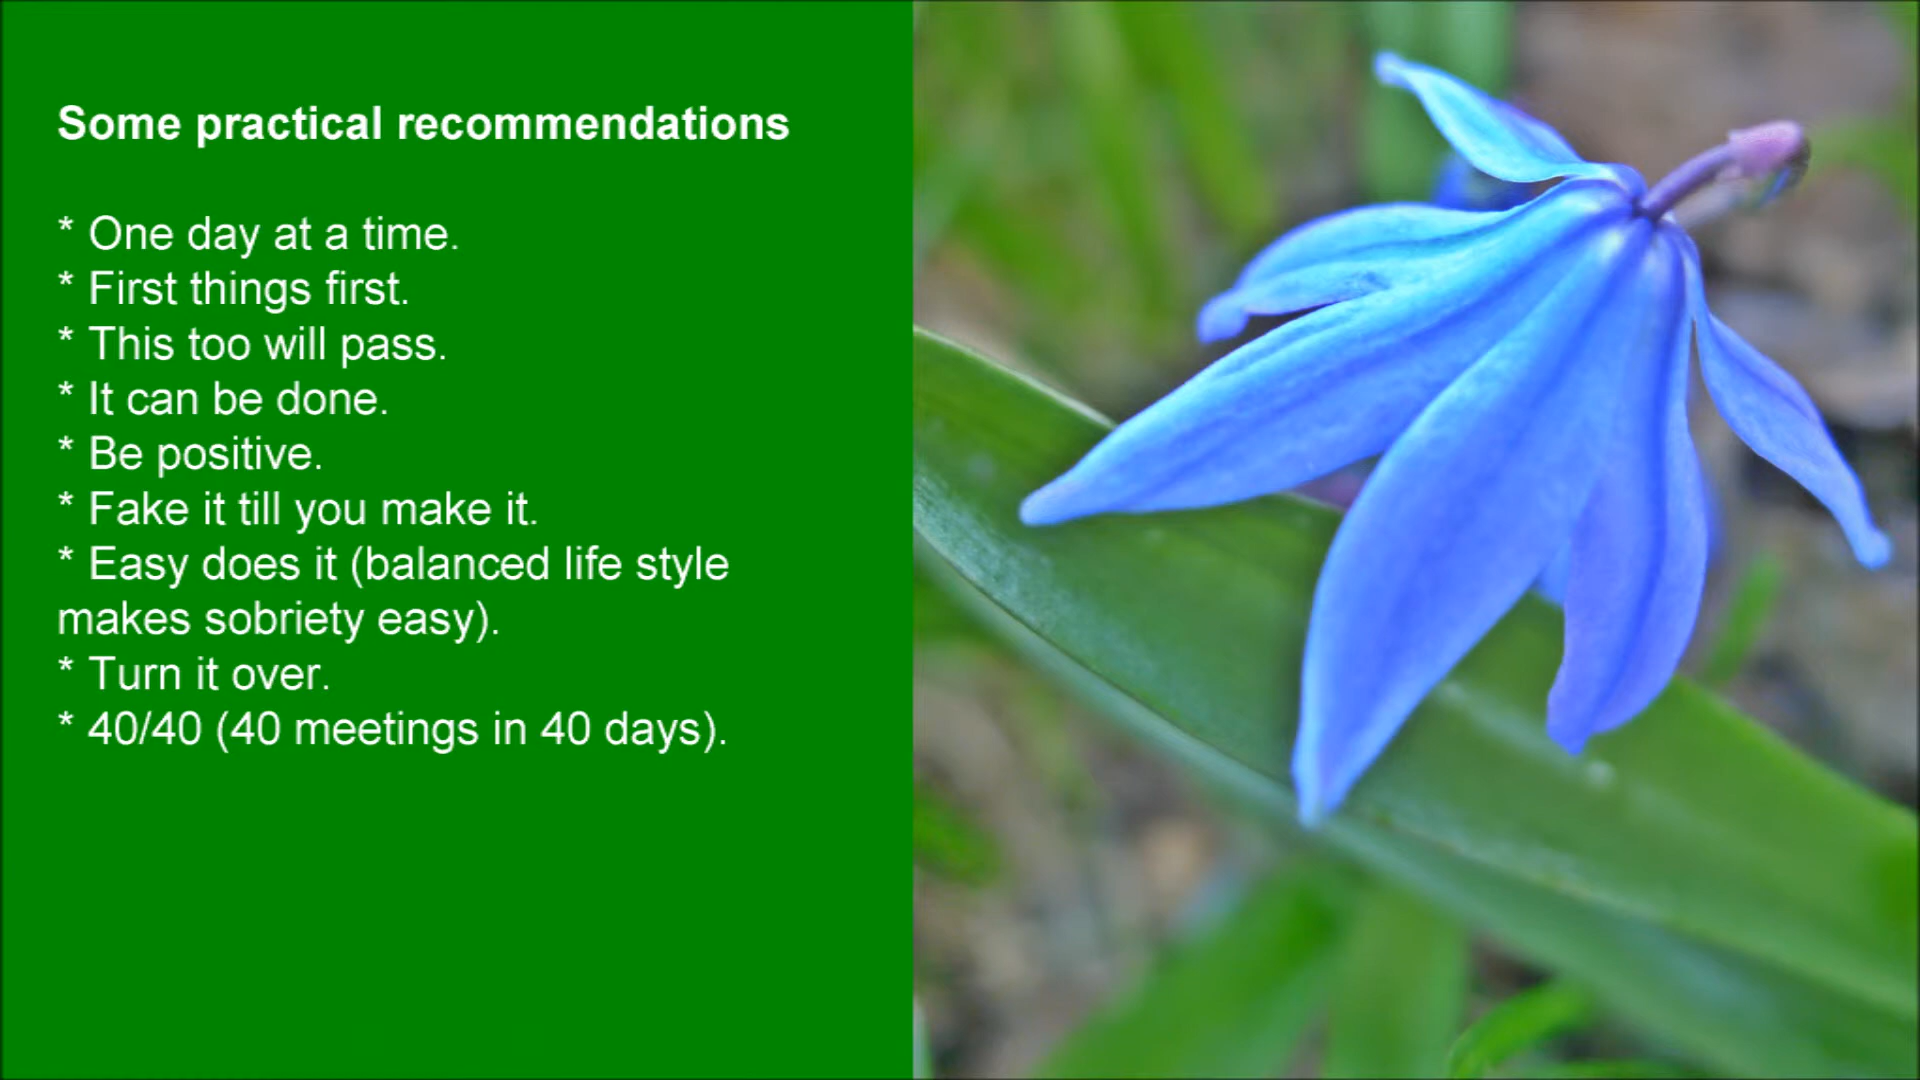 Some practical recommendations
* One day at a time.
* First things first.
* This too will pass.
* It can be done.
* Be positive.
* Fake it till you make it.
* Easy does it (balanced life style
makes sobriety easy).
* Turn it over.
* 40/40 (40 meetings in 40 days).